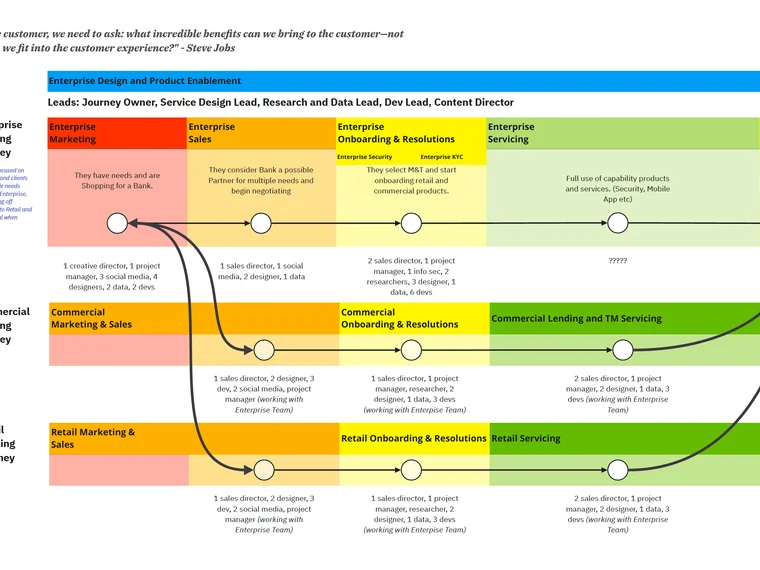 customer, we need to ask: what incredible benefits can we bring to the customer—not
we fit into the customer experience?" - Steve Jobs
Enterprise Design and Product Enablement
Leads: Journey Owner, Service Design Lead, Research and Data Lead, Dev Lead, Content Director
Enterprise
Marketing
Enterprise
Sales
Enterprise
Onboarding & Resolutions
Enterprise Security
Enterprise KYC
Enterprise
Servicing
They have needs and are
Shopping for a Bank.
They consider Bank a possible
Partner for multiple needs and
begin negotiating
They select M&T and start
onboarding retail and
commercial products.
Full use of capability products
and services. (Security, Mobile
App etc)
1 creative director, 1 project
manager, 3 social media, 4
designers, 2 data, 2 devs
1 sales director, 1 social
media, 2 designer, 1 data
2 sales director, 1 project
manager, 1 info sec, 2
researchers, 3 designer, 1
data, 6 devs
?????
and clients
needs
Enterprise,
off
to Retail and
when
Commercial
Marketing & Sales
Commercial
Onboarding & Resolutions
Commercial Lending and TM Servicing
1 sales director, 2 designer, 3
dev, 2 social media, project
manager (working with
Enterprise Team)
1 sales director, 1 project
manager, researcher, 2
designer, 1 data, 3 devs
(working with Enterpise Team)
2 sales director, 1 project
manager, 2 designer, 1 data, 3
devs (working with Enterprise
Team)
Retail Marketing &
Sales
Retail Onboarding & Resolutions
Retail Servicing
1 sales director, 2 designer, 3
dev, 2 social media, project
manager (working with
Enterprise Team)
1 sales director, 1 project
manager, researcher, 2
designer, 1 data, 3 devs
(working with Enterprise Team)
2 sales director, 1 project
manager, 2 designer, 1 data, 3
devs (working with Enterprise
Team)